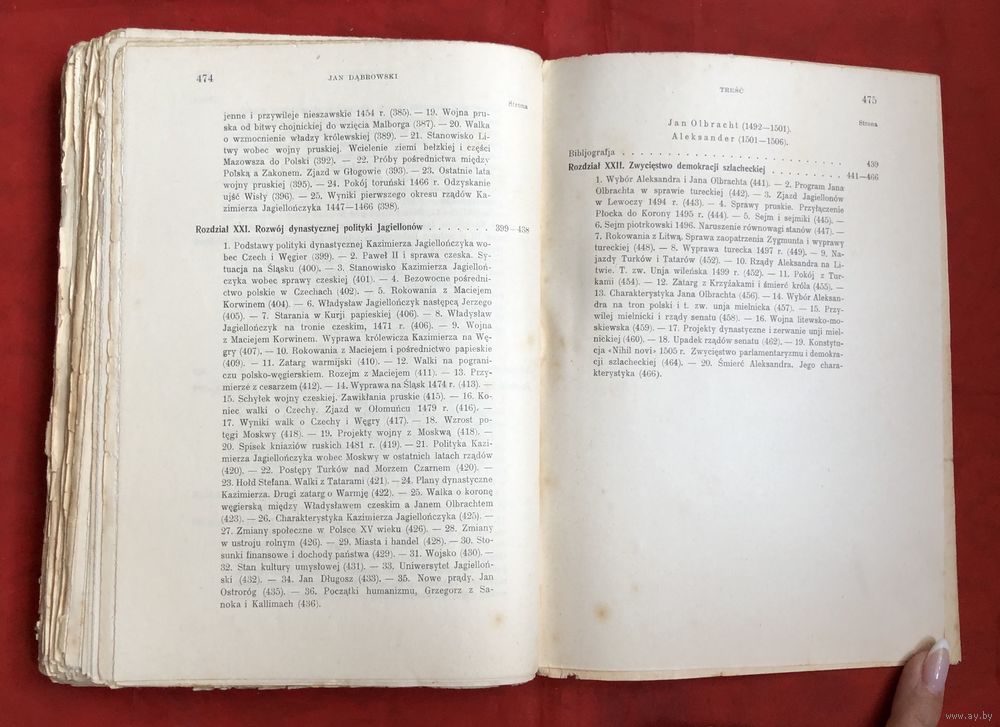 474
JAN DĄBROWSKI
Strona
jenne i przywileje nieszawskie 1454 r. (385). — 19. Wojna pru-
ska od bitwy chojnickiej do wzięcia Malborga (387). — 20. Walka
o wzmocnienie władzy królewskiej (389). — 21. Stanowisko Li-
twy wobec wojny pruskiej. Wcielenie ziemi bełzkiej i części
Mazowsza do Polski (392). — 22. Próby pośrednictwa między
Polską a Zakonem. Zjazd w Głogowie (393). — 23. Ostatnie lata
wojny pruskiej (395). — 24. Pokój toruński 1466 r. Odzyskanie
ujść Wisły (396). — 25. Wyniki pierwszego okresu rządów Ka-
zimierza Jagiellończyka 1447—1466 (398).
Rozdział XXI. Rozwój dynastycznej polityki Jagiellonów . . . . . . . 399—438
1. Podstawy polityki dynastycznej Kazimierza Jagiellończyka wo-
bec Czech i Węgier (399). — 2. Paweł II i sprawa czeska. Sy-
tuacja na Śląsku (400). — 3. Stanowisko Kazimierza Jagielloń-
czyka wobec sprawy czeskiej (401). — 4. Bezowocne pośredni-
ctwo polskie w Czechach (402). — 5. Rokowania z Maciejem
Korwinem (404). — 6. Władysław Jagiellończyk następcą Jerzego
(405). — 7. Starania w Kurji papieskiej (406). — 8. Władysław
Jagiellończyk na tronie czeskim, 1471 r. (406). — 9. Wojna
z Maciejem Korwinem. Wyprawa królewicza Kazimierza na Wę-
gry (407). — 10. Rokowania z Maciejem i pośrednictwo papieskie
(409). — 11. Zatarg warmijski (410). — 12. Walki na pograni-
czu polsko-węgierskiem. Rozejm z Maciejem (411). — 13. Przy-
mierze z cesarzem (412). — 14. Wyprawa na Śląsk 1474 r. (413). —
15. Schyłek wojny czeskiej. Zawikłania pruskie (415). — 16. Ko-
niec walki o Czechy. Zjazd w Ołomuńcu 1479 r. (416). —
17. Wyniki walk o Czechy i Węgry (417). — 18. Wzrost po-
tęgi Moskwy (418). — 19. Projekty wojny z Moskwą (418). —
20. Spisek kniaziów ruskich 1481 r. (419). — 21. Polityka Kazi-
mierza Jagiellończyka wobec Moskwy w ostatnich latach rządów
(420). — 22. Postępy Turków nad Morzem Czarnem (420). —
23. Hołd Stefana. Walki z Tatarami (421). — 24. Plany dynastyczne
Kazimierza. Drugi zatarg o Warmję (422). — 25. Walka o koronę
węgierską między Władysławem czeskim a Janem Olbrachtem
(423). — 26. Charakterystyka Kazimierza Jagiellończyka (425). —
27. Zmiany społeczne w Polsce XV wieku (426). — 28. Zmiany
w ustroju rolnym (426). — 29. Miasta i handel (428). — 30. Sto-
sunki finansowe i dochody państwa (429). — 31. Wojsko (430). —
32. Stan kultury umysłowej (431). — 33. Uniwersytet Jagielloń-
ski (432). — 34. Jan Długosz (433). — 35. Nowe prądy. Jan
Ostroróg (435). — 36. Początki humanizmu, Grzegorz z Sa-
noka i Kallimach (436).
TREŚĆ
475
Strona
Jan Olbracht (1492—1501).
Aleksander (1501—1506).
Bibljografja . . . . . . . . . . . . . . . . . . . . 439
Rozdział XXII. Zwycięstwo demokracji szlacheckiej . . . . . . . . 441—466
1. Wybór Aleksandra i Jana Olbrachta (441). — 2. Program Jana
Olbrachta w sprawie tureckiej (442). — 3. Zjazd Jagiellonów
w Lewoczy 1494 r. (443). — 4. Sprawy pruskie. Przyłączenie
Płocka do Korony 1495 r. (444). — 5. Sejm i sejmiki (445). —
6. Sejm piotrkowski 1496. Naruszenie równowagi stanów (447). —
7. Rokowania z Litwą. Sprawa zaopatrzenia Zygmunta i wyprawy
tureckiej (448). — 8. Wyprawa turecka 1497 r. (449). — 9. Na-
jazdy Turków i Tatarów (452). — 10. Rządy Aleksandra na Li-
twie. T. zw. Unja wileńska 1499 r. (452). — 11. Pokój z Tur-
kami (454). — 12. Zatarg z Krzyżakami i śmierć króla (455). —
13. Charakterystyka Jana Olbrachta (456). — 14. Wybór Aleksan-
dra na tron polski i t. zw. unja mielnicka (457). — 15. Przy-
wilej mielnicki i rządy senatu (458). — 16. Wojna litewsko-mo-
skiewska (459). — 17. Projekty dynastyczne i zerwanie unji miel-
nickiej (460). — 18. Upadek rządów senatu (462). — 19. Konstytu-
cja «Nihil novi» 1505 r. Zwycięstwo parlamentaryzmu i demokra-
cji szlacheckiej (464). — 20. Śmierć Aleksandra. Jego chara-
kterystyka (466).
www.ay.by